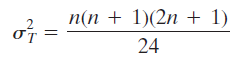 σ_T^2 = n(n + 1)(2n + 1) / 24